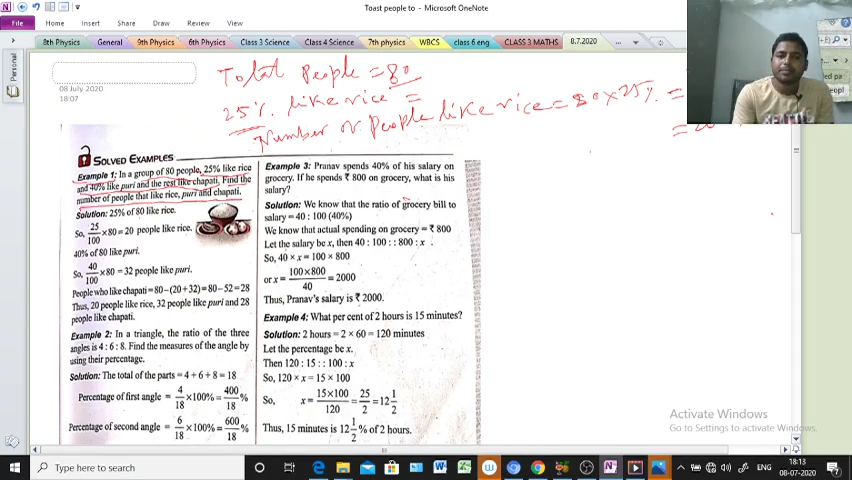 Toast people to - Microsoft OneNote
File
Home
Insert
Draw
History
Review
View
8th Physics
General
9th Physics
6th Physics
Class 3 Science
Class 4 Science
7th physics
WBCS
class 6 eng
CLASS 3 MATHS
8.7.2020
Personal
08 July 2020
18:07
Total People = 80
25% like rice =
Number of People like rice = 80 × 25% =
SOLVED EXAMPLES
Example 1: In a group of 80 people, 25% like rice
and 40% like puri and the rest like chapati. Find the
number of people that like rice, puri and chapati.
Solution: 25% of 80 like rice.
So, 25/100 ×80=20 people like rice.
40% of 80 like puri.
So, 40/100 ×80=32 people like puri.
People who like chapati=80–(20+32)=80–52=28
Thus, 20 people like rice, 32 people like puri and 28
people like chapati.
Example 2: In a triangle, the ratio of the three
angles is 4 : 6 : 8. Find the measures of the angle by
using their percentage.
Solution: The total of the parts = 4 + 6 + 8 = 18
Percentage of first angle = 4/18 ×100%= 400/18 %
Percentage of second angle = 6/18 ×100%= 600/18 %
Example 3: Pranav spends 40% of his salary on
grocery. If he spends ₹ 800 on grocery, what is his
salary?
Solution: We know that the ratio of grocery bill to
salary = 40 : 100 (40%)
We know that actual spending on grocery = ₹ 800
Let the salary be x, then 40 : 100 : : 800 : x
So, 40 × x = 100 × 800
or x = 100×800/40 = 2000
Thus, Pranav's salary is ₹ 2000.
Example 4: What per cent of 2 hours is 15 minutes?
Solution: 2 hours = 2 × 60 = 120 minutes
Let the percentage be x.
Then 120 : 15 : : 100 : x
So, 120 × x = 15 × 100
So, x = 15×100/120 = 25/2 = 12 1/2
Thus, 15 minutes is 12 1/2 % of 2 hours.
Activate Windows
Go to Settings to activate Windows.
Type here to search
ENG
18:13
08-07-2020